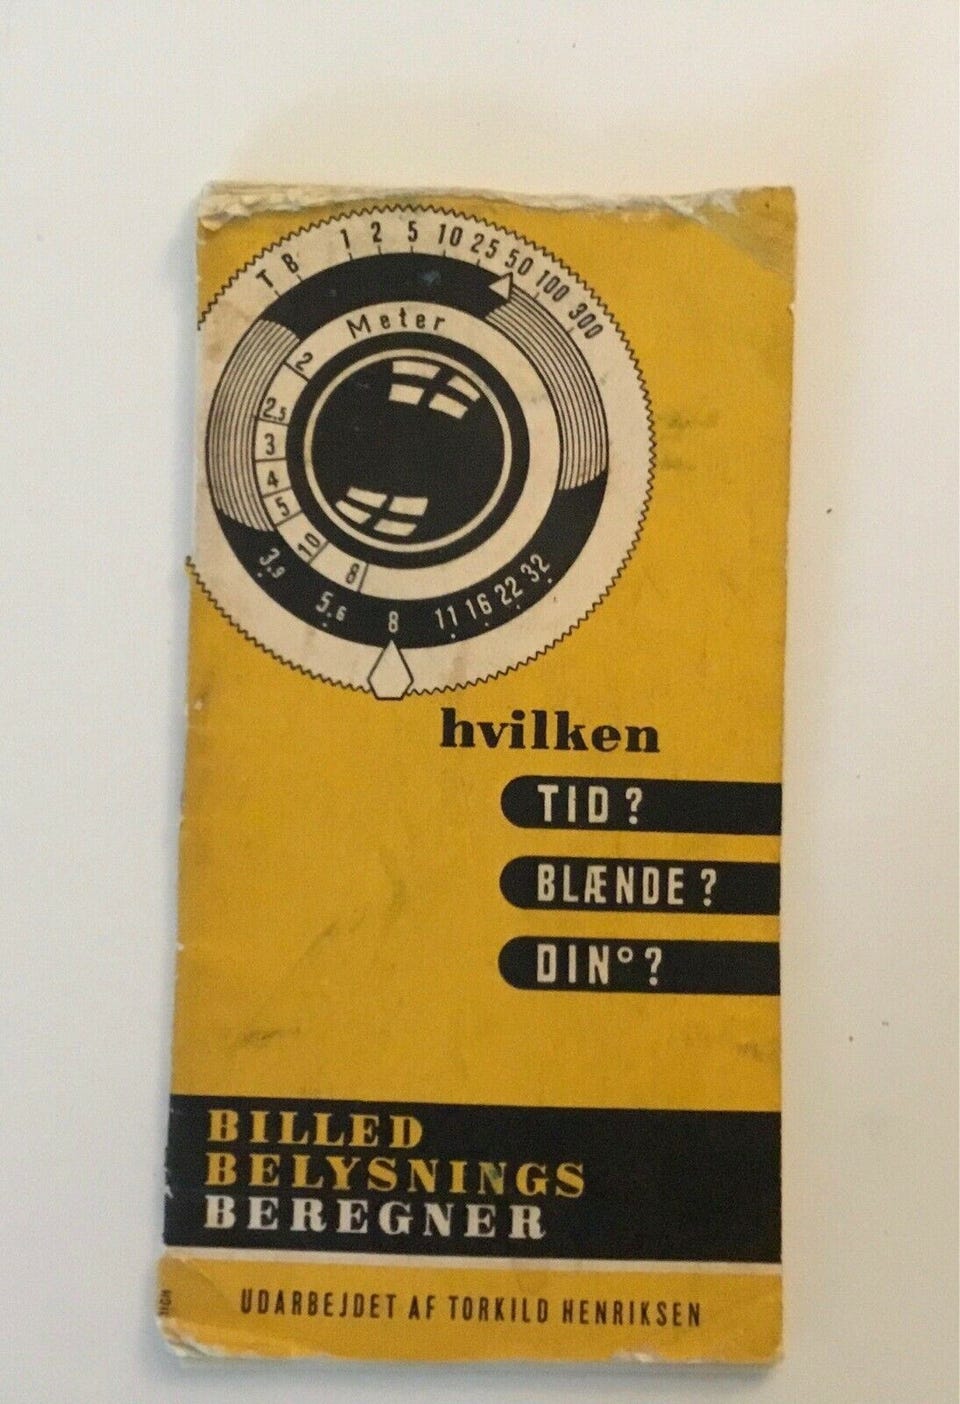 T B 1 2 5 10 25 50 100 300
Meter
2
2.5
3
4
5
10
8
3.9 5.6 8 11 16 22 32
hvilken
TID?
BLÆNDE?
DIN°?
BILLED
BELYSNINGS
BEREGNER
UDARBEJDET AF TORKILD HENRIKSEN